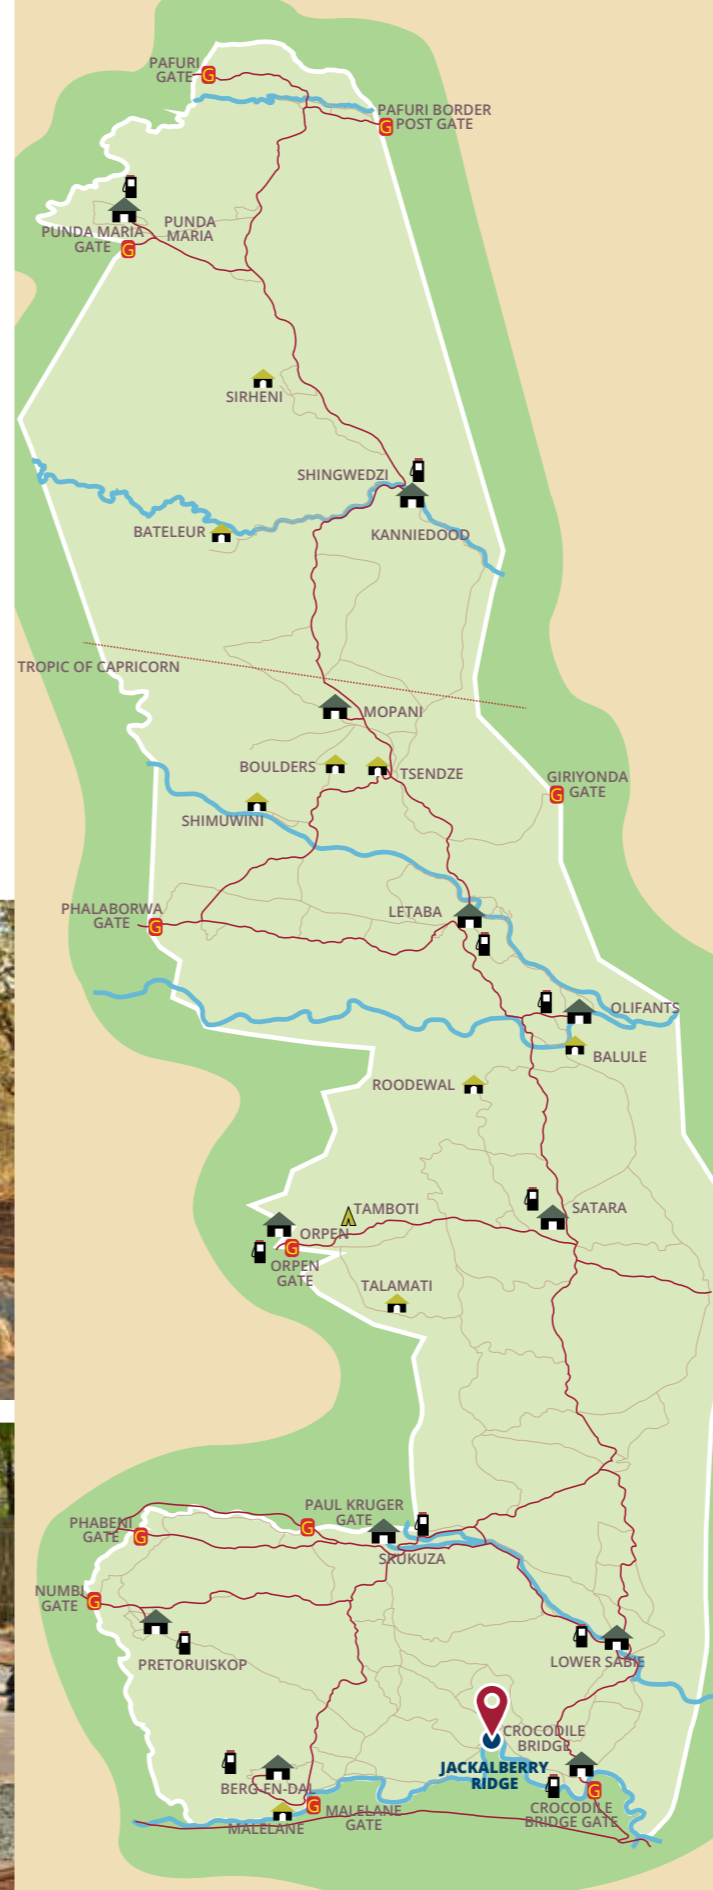 PAFURI
GATE
G
PAFURI BORDER
POST GATE
G
PUNDA MARIA
GATE
G
PUNDA
MARIA
SIRHENI
SHINGWEDZI
BATELEUR
KANNIEDOOD
TROPIC OF CAPRICORN
MOPANI
BOULDERS
TSENDZE
GIRIYONDA
GATE
G
SHIMUWINI
PHALABORWA
GATE
G
LETABA
OLIFANTS
BALULE
ROODEWAL
SATARA
TAMBOTI
ORPEN
G
ORPEN
GATE
TALAMATI
PAUL KRUGER
GATE
G
PHABENI
GATE
G
SKUKUZA
NUMBI
GATE
G
PRETORUISKOP
LOWER SABIE
CROCODILE
BRIDGE
JACKALBERRY
RIDGE
BERG-EN-DAL
MALELANE
G
MALELANE
GATE
G
CROCODILE
BRIDGE GATE